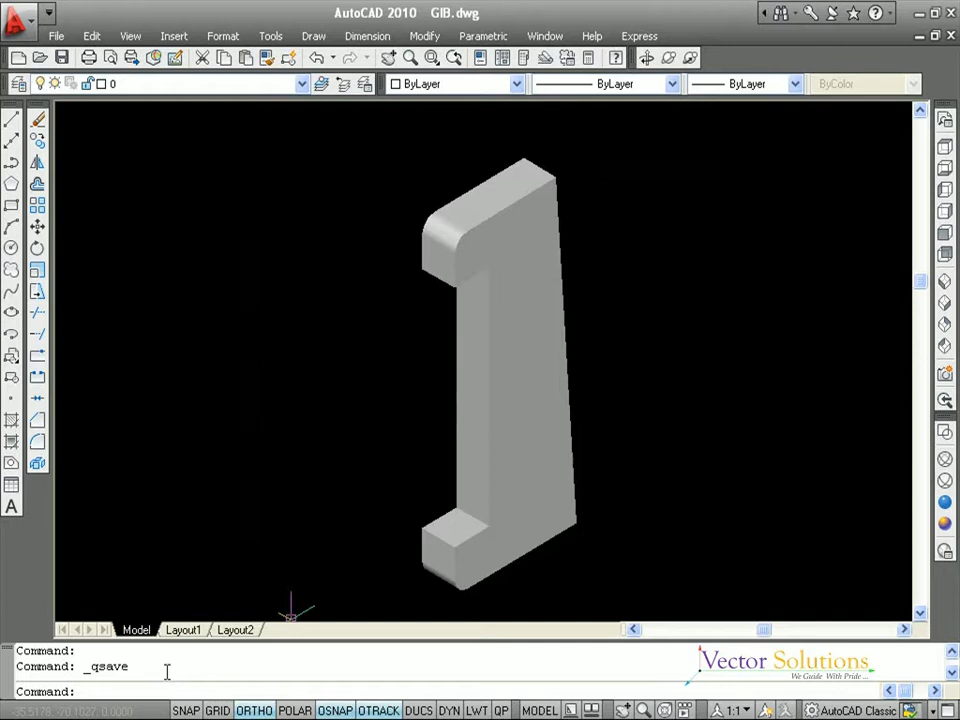 AutoCAD 2010 GIB.dwg
File Edit View Insert Format Tools Draw Dimension Modify Parametric Window Help Express
0 ByLayer ByLayer ByLayer ByColor
A
Model Layout1 Layout2
Command:
Command: _qsave
Vector Solutions
We Guide With Pride ...
Command:
SNAP GRID ORTHO POLAR OSNAP OTRACK DUCS DYN LWT QP MODEL 1:1 AutoCAD Classic